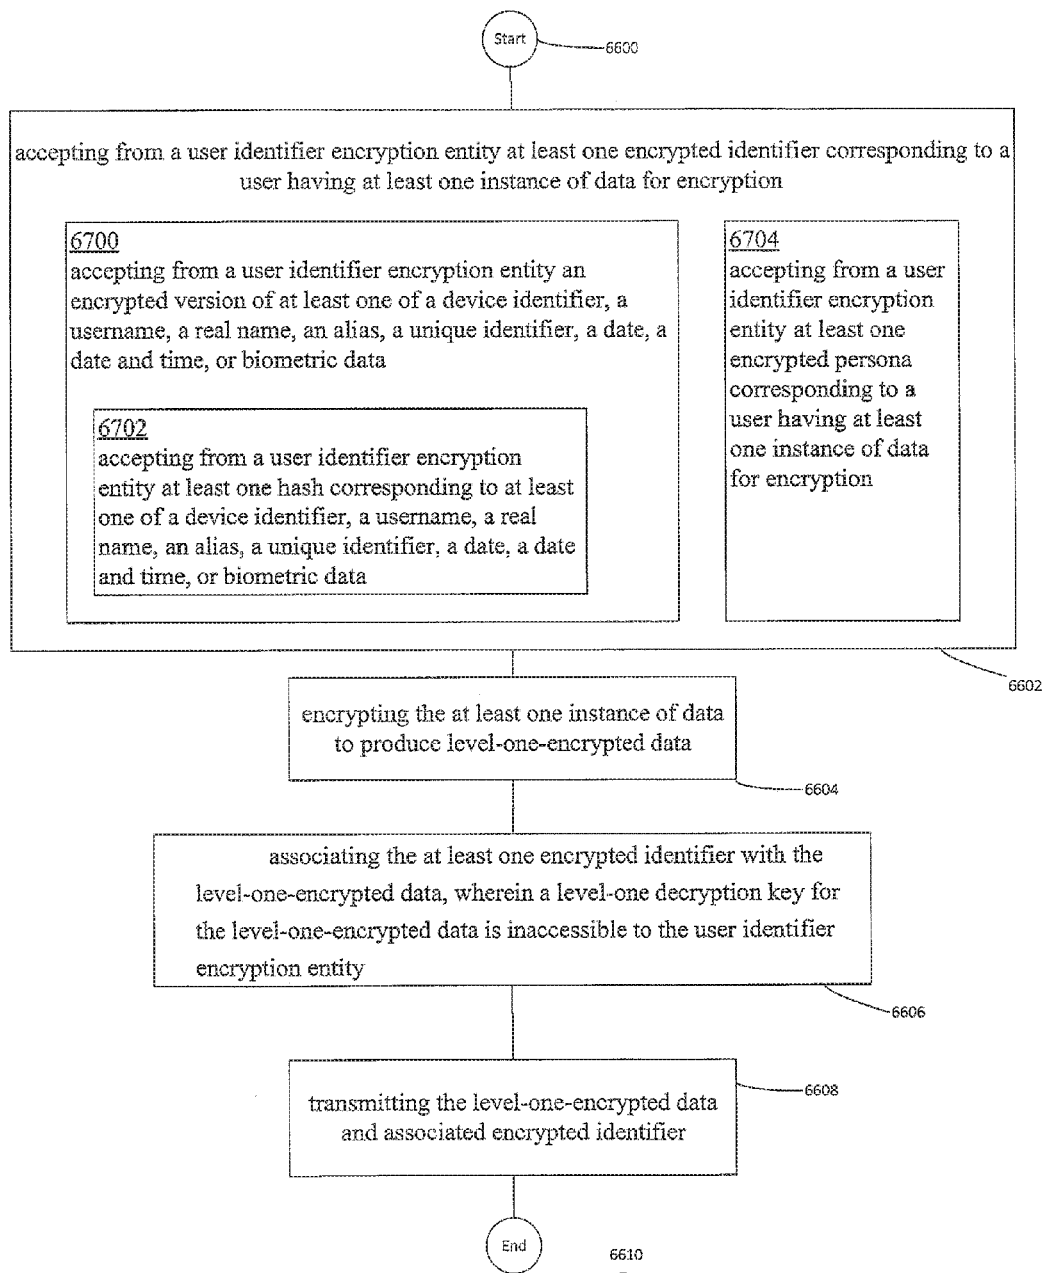 Start
6600
accepting from a user identifier encryption entity at least one encrypted identifier corresponding to a
user having at least one instance of data for encryption
6700
accepting from a user identifier encryption entity an
encrypted version of at least one of a device identifier, a
username, a real name, an alias, a unique identifier, a date, a
date and time, or biometric data
6702
accepting from a user identifier encryption
entity at least one hash corresponding to at least
one of a device identifier, a username, a real
name, an alias, a unique identifier, a date, a date
and time, or biometric data
6704
accepting from a user
identifier encryption
entity at least one
encrypted persona
corresponding to a
user having at least
one instance of data
for encryption
6602
encrypting the at least one instance of data
to produce level-one-encrypted data
6604
associating the at least one encrypted identifier with the
level-one-encrypted data, wherein a level-one decryption key for
the level-one-encrypted data is inaccessible to the user identifier
encryption entity
6606
transmitting the level-one-encrypted data
and associated encrypted identifier
6608
End
6610